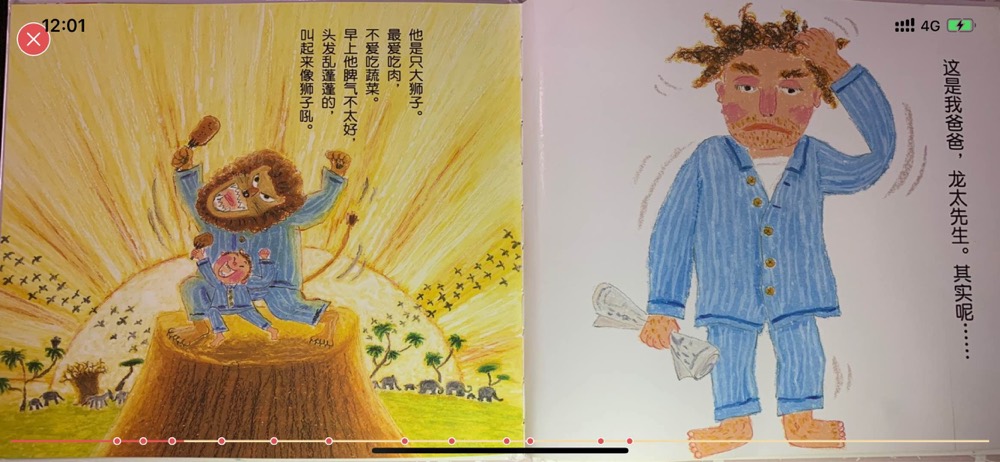 12:01
4G
这是我爸爸，龙太先生。其实呢……
他是只大狮子。
最爱吃肉，
不爱吃蔬菜。
早上他脾气不太好，
头发乱蓬蓬的，
叫起来像狮子吼。